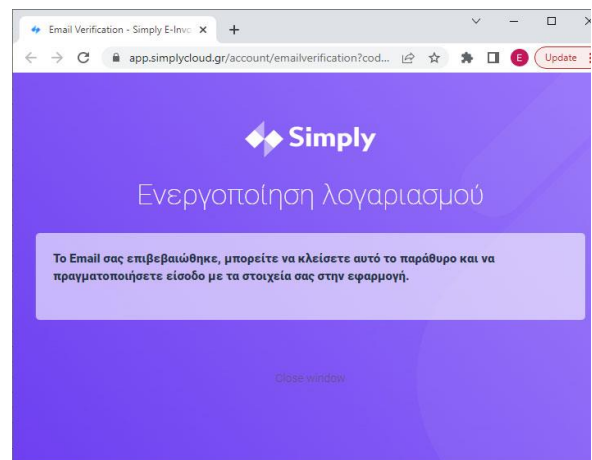 Email Verification - Simply E-Invo
app.simplycloud.gr/account/emailverification?cod...
E
Update
Simply
Ενεργοποίηση λογαριασμού
Το Email σας επιβεβαιώθηκε, μπορείτε να κλείσετε αυτό το παράθυρο και να
πραγματοποιήσετε είσοδο με τα στοιχεία σας στην εφαρμογή.
Close window